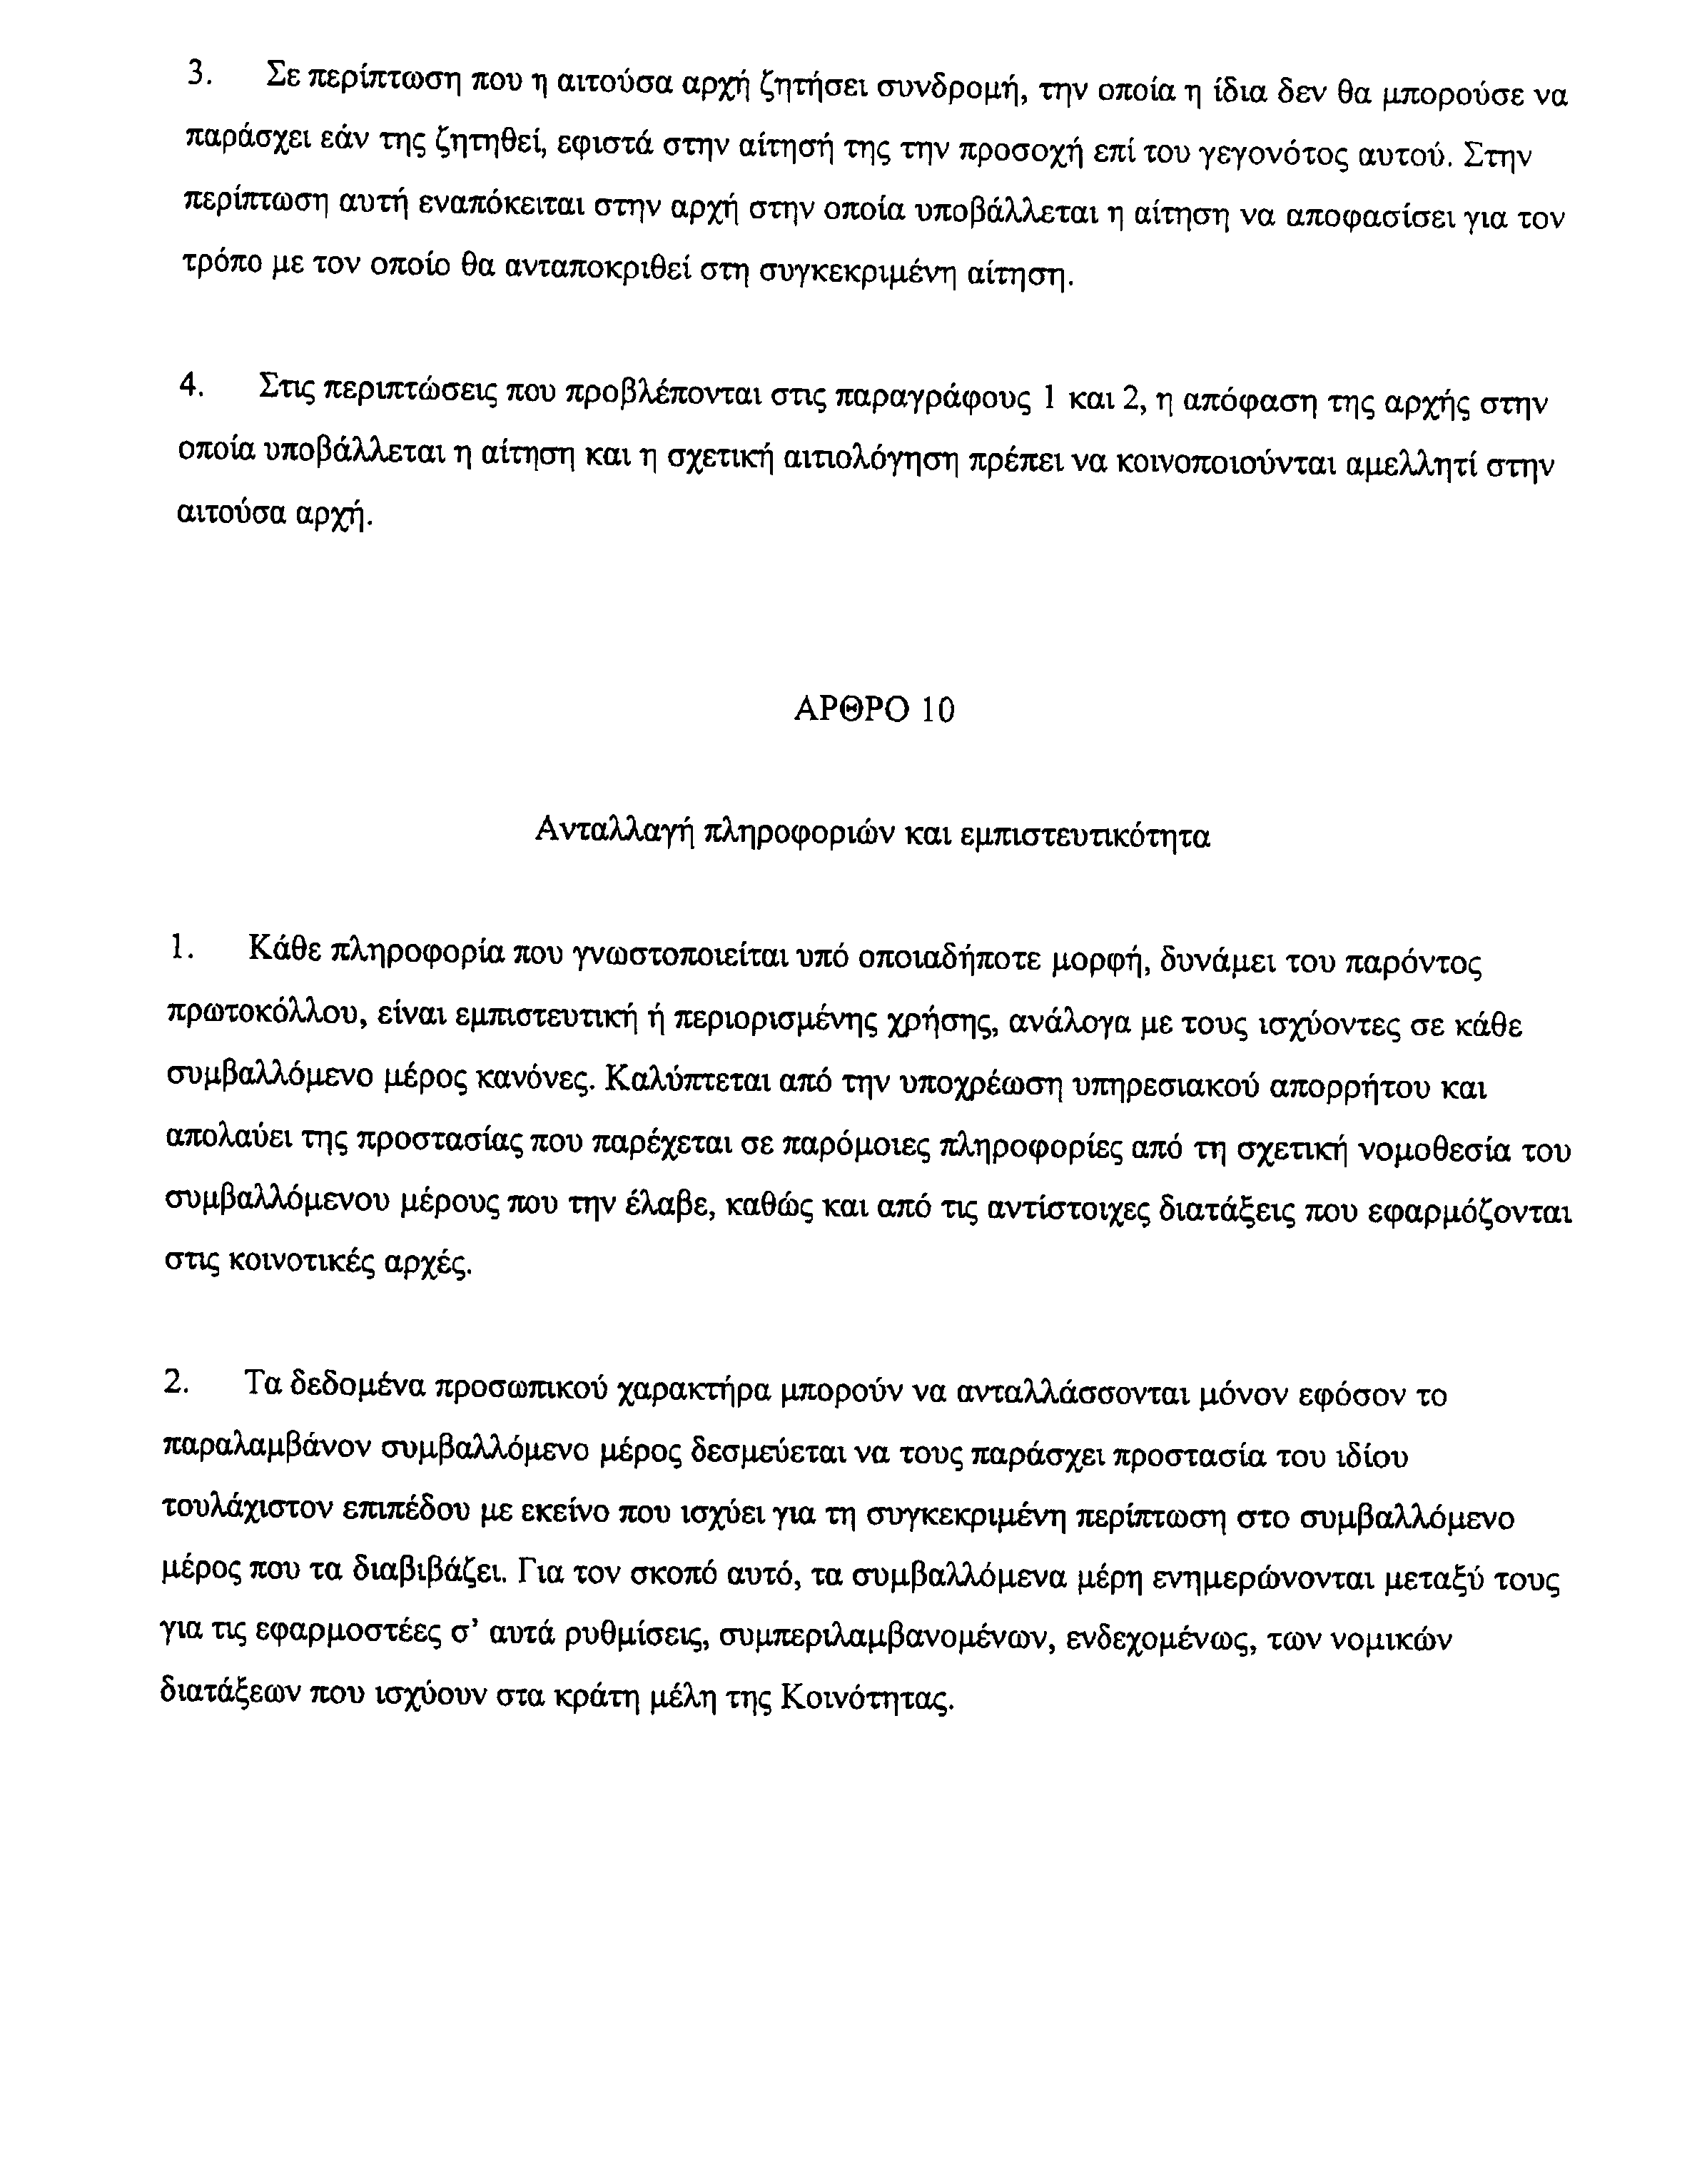 3. Σε περίπτωση που η αιτούσα αρχή ζητήσει συνδρομή, την οποία η ίδια δεν θα μπορούσε να
παράσχει εάν της ζητηθεί, εφιστά στην αίτησή της την προσοχή επί του γεγονότος αυτού. Στην
περίπτωση αυτή εναπόκειται στην αρχή στην οποία υποβάλλεται η αίτηση να αποφασίσει για τον
τρόπο με τον οποίο θα ανταποκριθεί στη συγκεκριμένη αίτηση.
4. Στις περιπτώσεις που προβλέπονται στις παραγράφους 1 και 2, η απόφαση της αρχής στην
οποία υποβάλλεται η αίτηση και η σχετική αιτιολόγηση πρέπει να κοινοποιούνται αμελλητί στην
αιτούσα αρχή.
ΑΡΘΡΟ 10
Ανταλλαγή πληροφοριών και εμπιστευτικότητα
1. Κάθε πληροφορία που γνωστοποιείται υπό οποιαδήποτε μορφή, δυνάμει του παρόντος
πρωτοκόλλου, είναι εμπιστευτική ή περιορισμένης χρήσης, ανάλογα με τους ισχύοντες σε κάθε
συμβαλλόμενο μέρος κανόνες. Καλύπτεται από την υποχρέωση υπηρεσιακού απορρήτου και
απολαύει της προστασίας που παρέχεται σε παρόμοιες πληροφορίες από τη σχετική νομοθεσία του
συμβαλλόμενου μέρους που την έλαβε, καθώς και από τις αντίστοιχες διατάξεις που εφαρμόζονται
στις κοινοτικές αρχές.
2. Τα δεδομένα προσωπικού χαρακτήρα μπορούν να ανταλλάσσονται μόνον εφόσον το
παραλαμβάνον συμβαλλόμενο μέρος δεσμεύεται να τους παράσχει προστασία του ιδίου
τουλάχιστον επιπέδου με εκείνο που ισχύει για τη συγκεκριμένη περίπτωση στο συμβαλλόμενο
μέρος που τα διαβιβάζει. Για τον σκοπό αυτό, τα συμβαλλόμενα μέρη ενημερώνονται μεταξύ τους
για τις εφαρμοστέες σ’ αυτά ρυθμίσεις, συμπεριλαμβανομένων, ενδεχομένως, των νομικών
διατάξεων που ισχύουν στα κράτη μέλη της Κοινότητας.